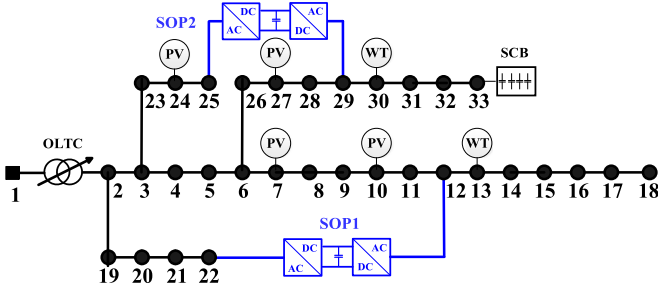 SOP2
DC
AC
AC
DC
PV
PV
WT
SCB
23 24 25
26 27 28 29 30 31 32 33
OLTC
PV
PV
WT
1 2 3 4 5 6 7 8 9 10 11 12 13 14 15 16 17 18
SOP1
DC
AC
AC
DC
19 20 21 22